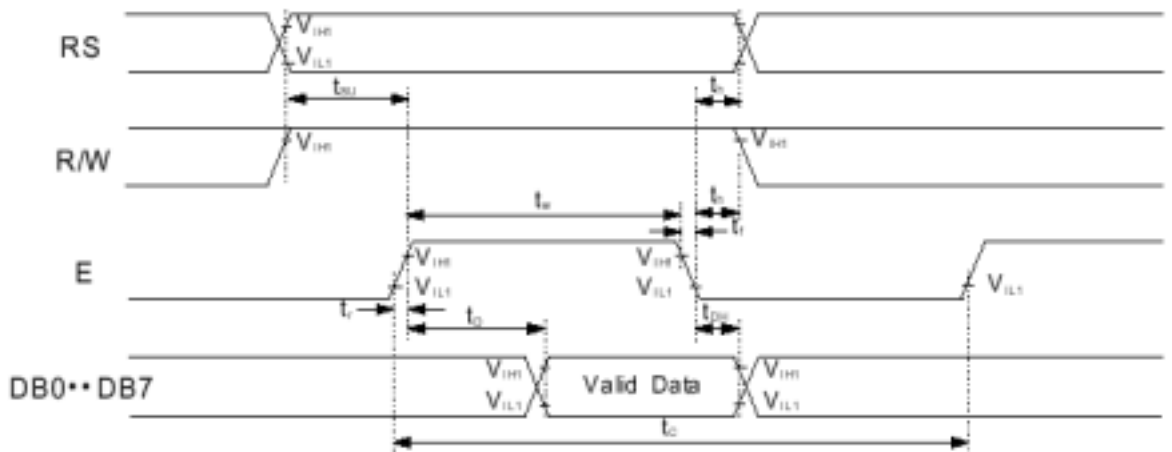 RS
VIH1
VIL1
tSU
th
R/W
VIH1
VIH1
tw
th
tf
E
VIH1
VIL1
VIH1
VIL1
VIL1
tr
tD
tDH
DB0··DB7
VIH1
VIL1
Valid Data
VIH1
VIL1
tC